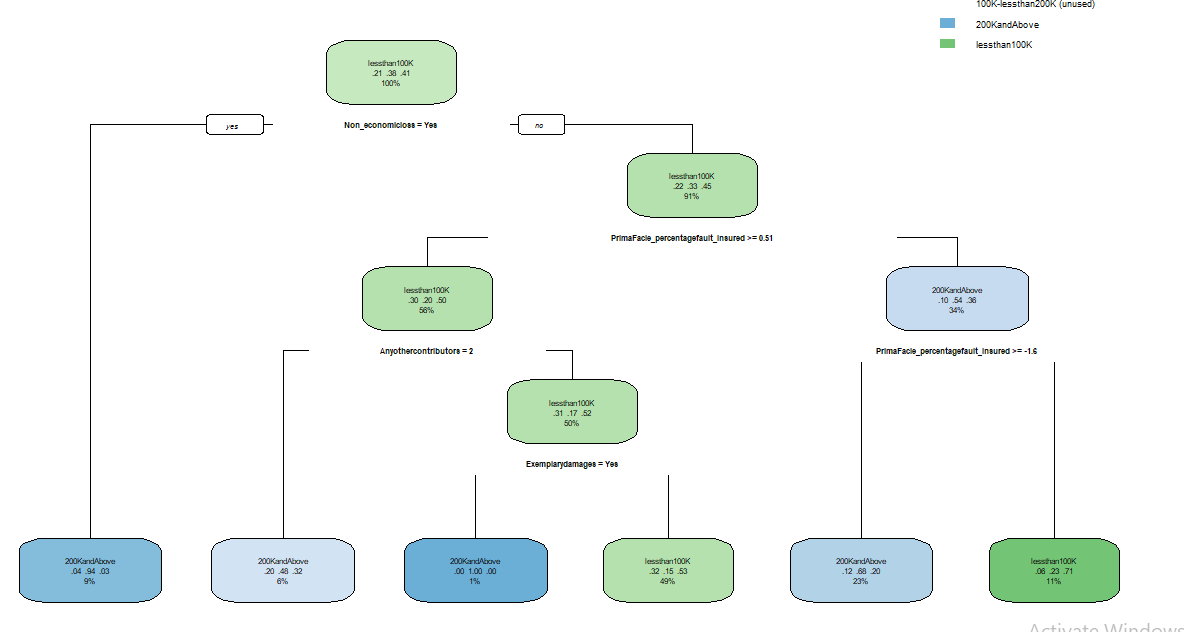 100K-lessthan200K (unused)
200KandAbove
lessthan100K
lessthan100K
.21 .38 .41
100%
yes
Non_economicloss = Yes
no
lessthan100K
.22 .33 .45
91%
PrimaFacie_percentagefault_insured >= 0.51
lessthan100K
.30 .20 .50
56%
200KandAbove
.10 .54 .36
34%
Anyothercontributors = 2
PrimaFacie_percentagefault_insured >= -1.6
lessthan100K
.31 .17 .52
50%
Exemplarydamages = Yes
200KandAbove
.04 .94 .03
9%
200KandAbove
.20 .48 .32
6%
200KandAbove
.00 1.00 .00
1%
lessthan100K
.32 .15 .53
49%
200KandAbove
.12 .68 .20
23%
lessthan100K
.06 .23 .71
11%
Activate Windows